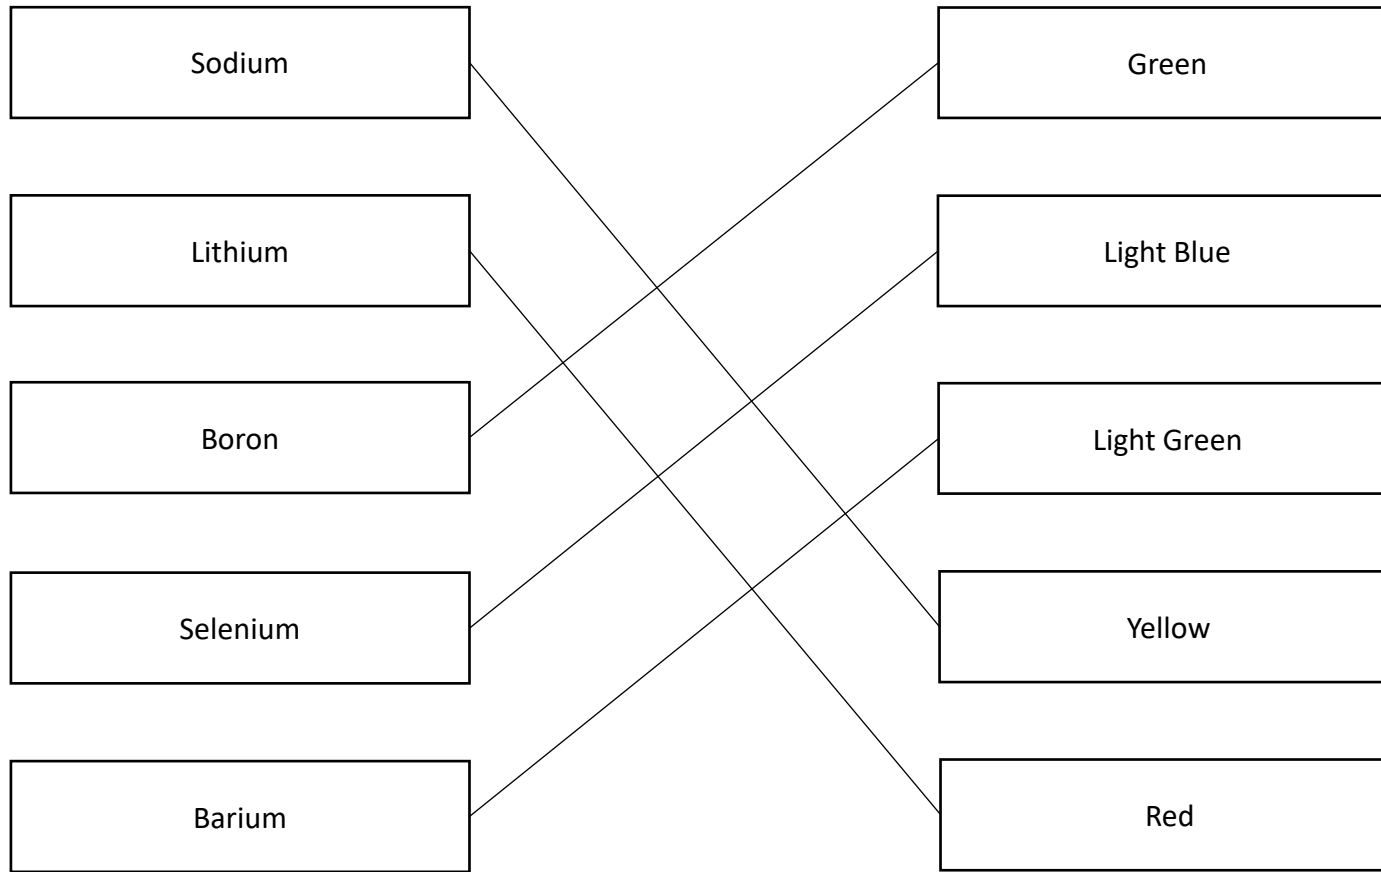 Sodium
Green
Lithium
Light Blue
Boron
Light Green
Selenium
Yellow
Barium
Red